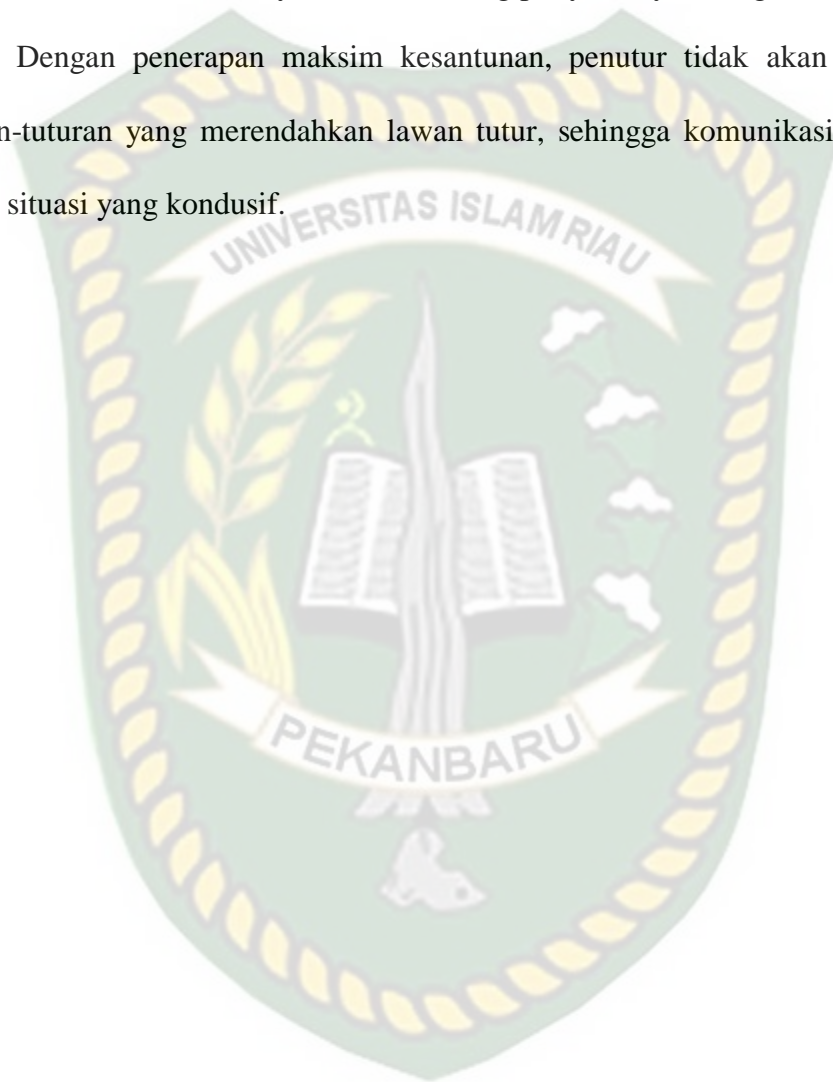 Dengan penerapan maksim kesantunan, penutur tidak akan
n-tuturan yang merendahkan lawan tutur, sehingga komunikasi
situasi yang kondusif.
UNIVERSITAS ISLAM RIAU
PEKANBARU